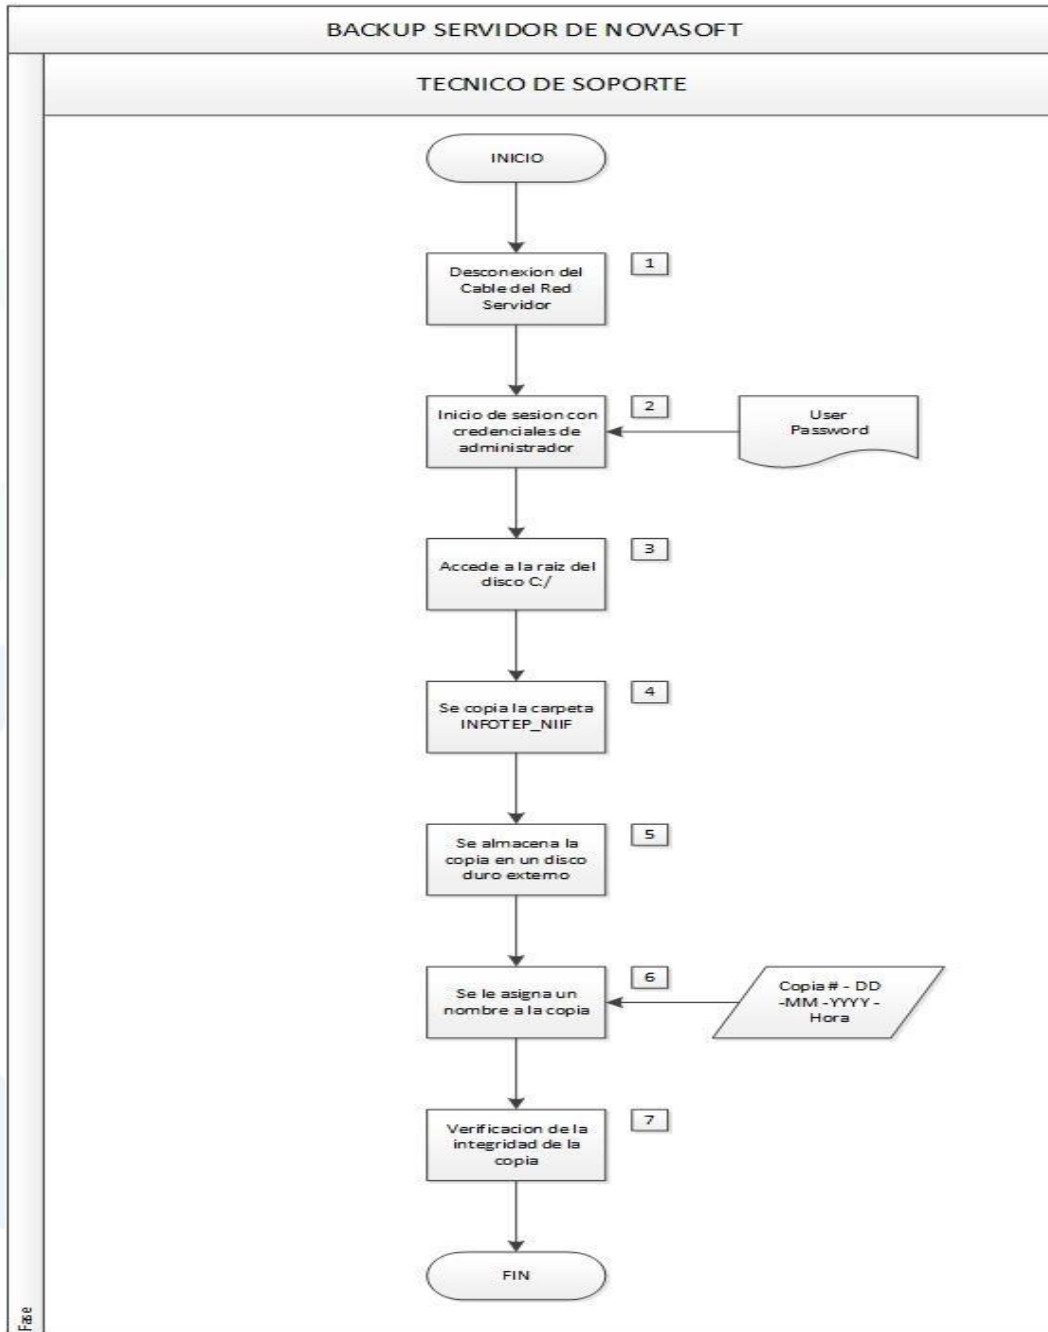 BACKUP SERVIDOR DE NOVASOFT
TECNICO DE SOPORTE
INICIO
1
Desconexion del
Cable del Red
Servidor
2
Inicio de sesion con
credenciales de
administrador
User
Password
3
Accede a la raiz del
disco C:/
4
Se copia la carpeta
INFOTEP_NIIF
5
Se almacena la
copia en un disco
duro externo
6
Se le asigna un
nombre a la copia
Copia # - DD
-MM -YYYY -
Hora
7
Verificacion de la
integridad de la
copia
FIN
Fase